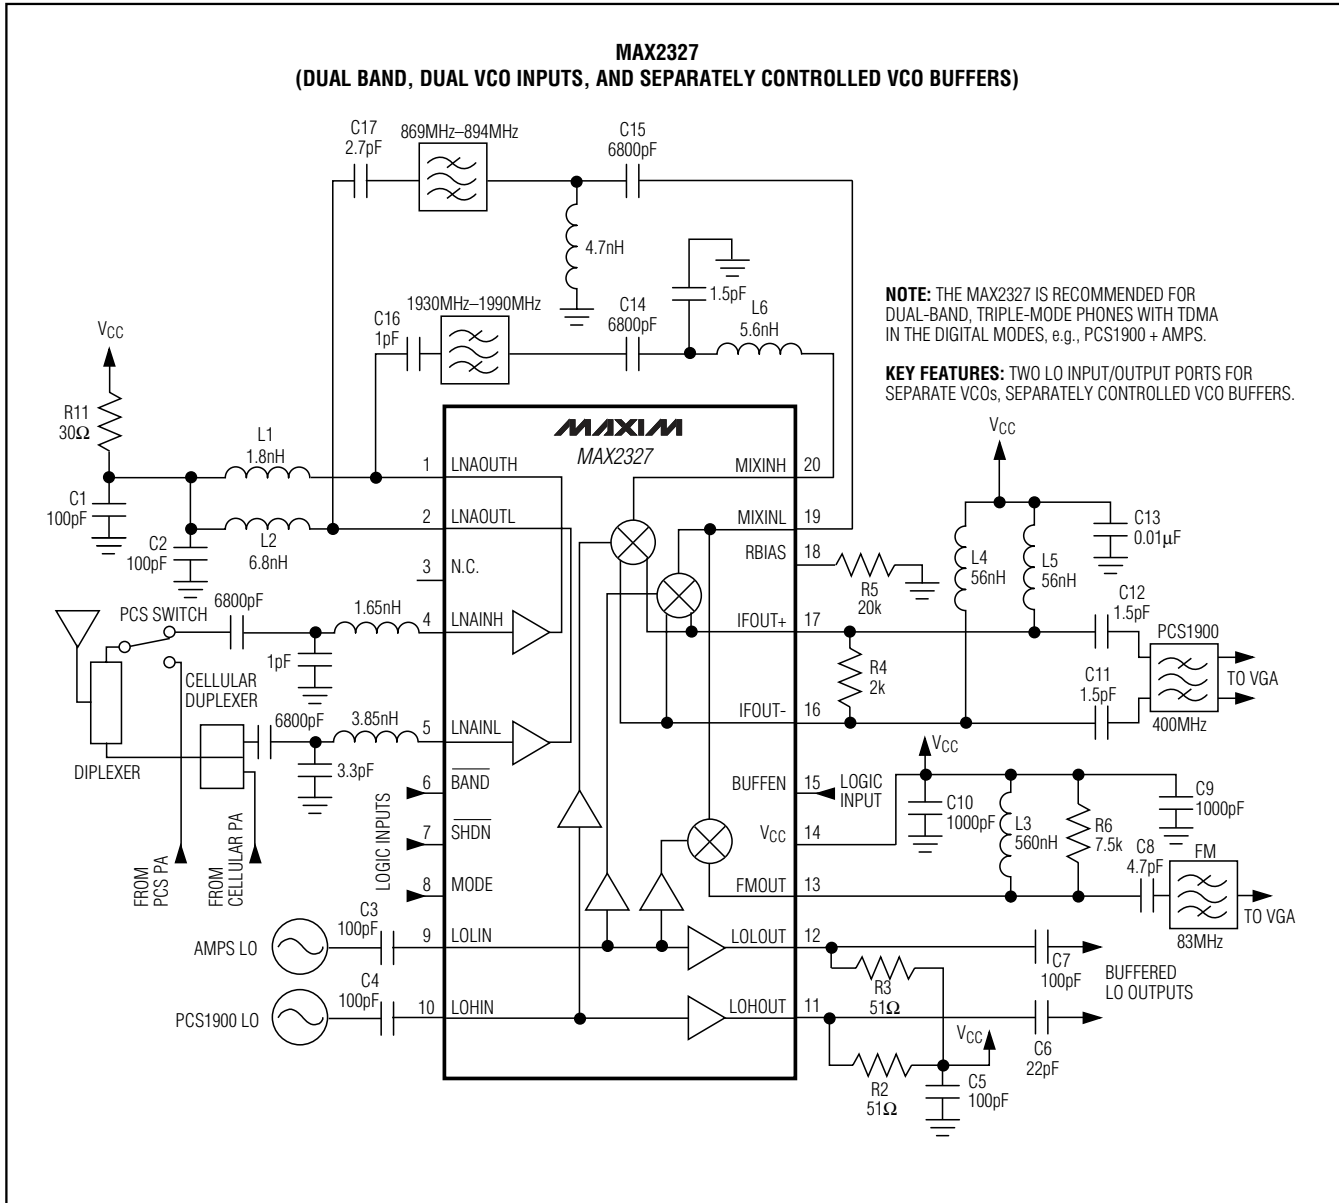 MAX2327
(DUAL BAND, DUAL VCO INPUTS, AND SEPARATELY CONTROLLED VCO BUFFERS)
C17
2.7pF
869MHz–894MHz
C15
6800pF
4.7nH
1.5pF
L6
5.6nH
C16
1pF
1930MHz–1990MHz
C14
6800pF
NOTE: THE MAX2327 IS RECOMMENDED FOR
DUAL-BAND, TRIPLE-MODE PHONES WITH TDMA
IN THE DIGITAL MODES, e.g., PCS1900 + AMPS.
KEY FEATURES: TWO LO INPUT/OUTPUT PORTS FOR
SEPARATE VCOs, SEPARATELY CONTROLLED VCO BUFFERS.
VCC
R11
30Ω
C1
100pF
L1
1.8nH
L2
6.8nH
C2
100pF
MAXIM
MAX2327
1 LNAOUTH
2 LNAOUTL
3 N.C.
4 LNAINH
5 LNAINL
6 BAND
7 SHDN
8 MODE
9 LOLIN
10 LOHIN
MIXINH 20
MIXINL 19
RBIAS 18
IFOUT+ 17
IFOUT- 16
BUFFEN 15
VCC 14
FMOUT 13
LOLOUT 12
LOHOUT 11
PCS SWITCH
6800pF
1.65nH
1pF
CELLULAR
DUPLEXER
6800pF
3.85nH
3.3pF
DIPLEXER
FROM
PCS PA
FROM
CELLULAR PA
LOGIC INPUTS
AMPS LO
C3
100pF
PCS1900 LO
C4
100pF
R5
20k
VCC
L4
56nH
L5
56nH
C13
0.01µF
R4
2k
C12
1.5pF
C11
1.5pF
PCS1900
400MHz
TO VGA
LOGIC
INPUT
VCC
C10
1000pF
L3
560nH
R6
7.5k
C9
1000pF
C8
4.7pF
FM
83MHz
TO VGA
R3
51Ω
C7
100pF
BUFFERED
LO OUTPUTS
VCC
C6
22pF
R2
51Ω
C5
100pF